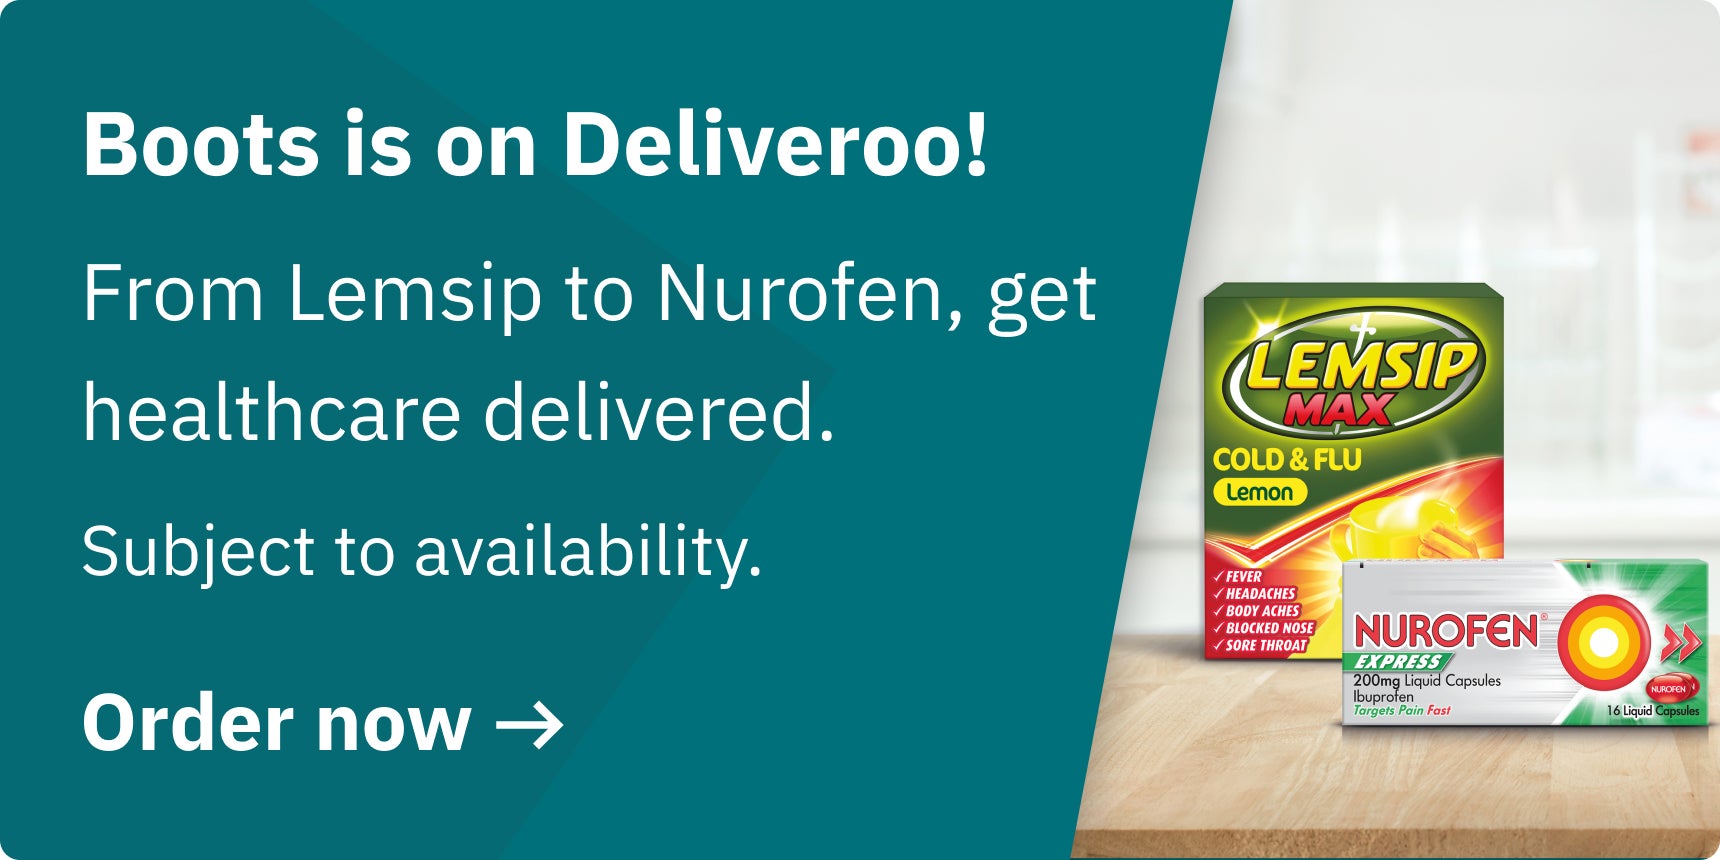 Boots is on Deliveroo!
From Lemsip to Nurofen, get
healthcare delivered.
Subject to availability.
Order now →
LEMSIP
MAX
COLD & FLU
Lemon
✓ FEVER
✓ HEADACHES
✓ BODY ACHES
✓ BLOCKED NOSE
✓ SORE THROAT
NUROFEN®
EXPRESS
200mg Liquid Capsules
Ibuprofen
Targets Pain Fast
NUROFEN
16 Liquid Capsules